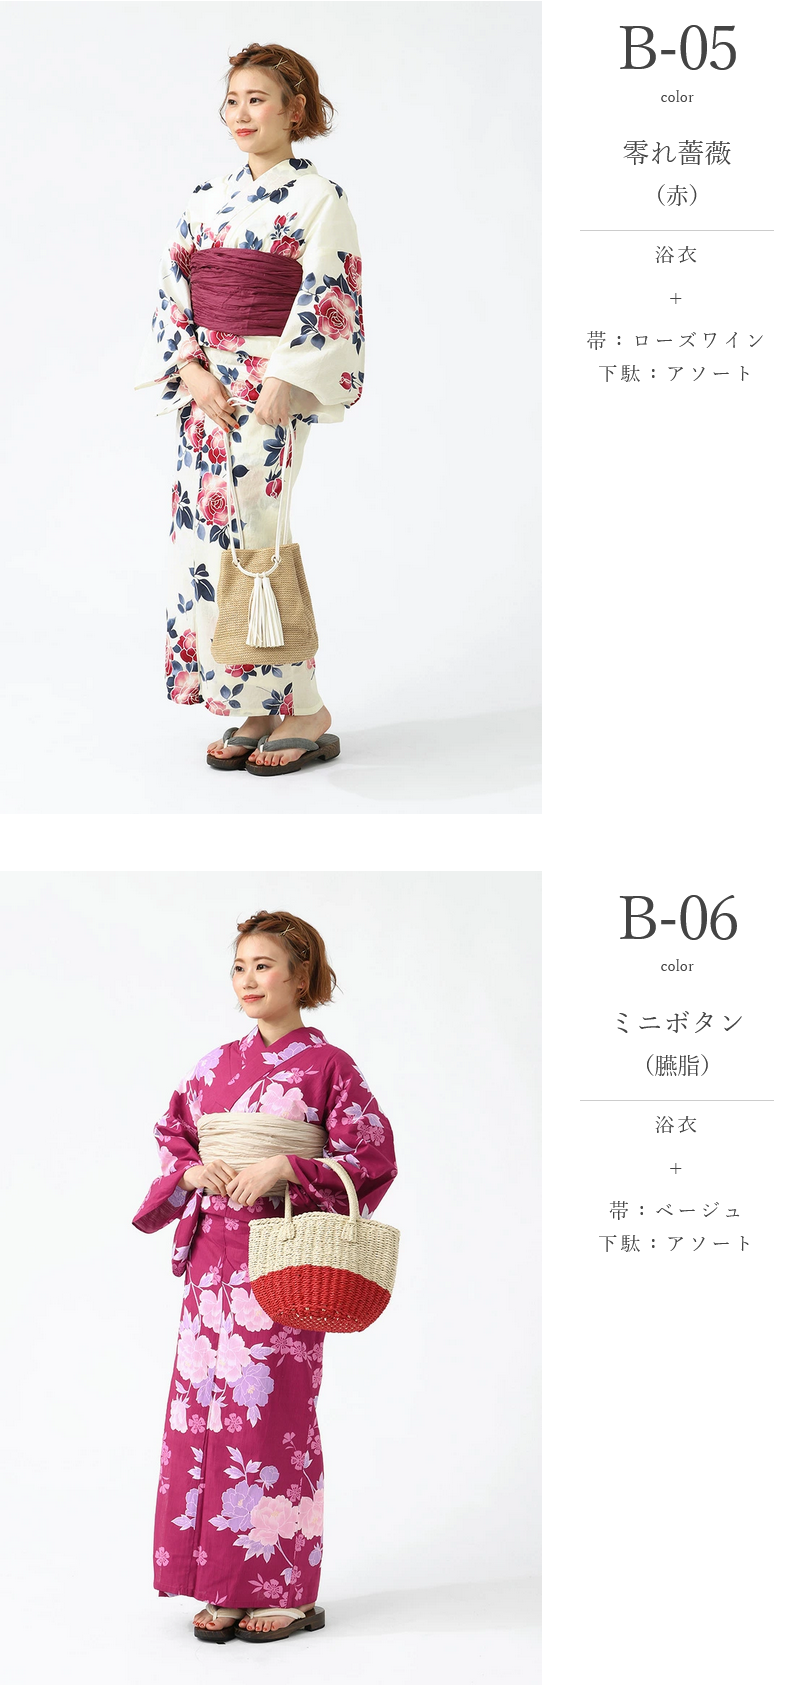 B-05
color
零れ薔薇
（赤）
浴衣
+
帯：ローズワイン
下駄：アソート
B-06
color
ミニボタン
（臙脂）
浴衣
+
帯：ベージュ
下駄：アソート